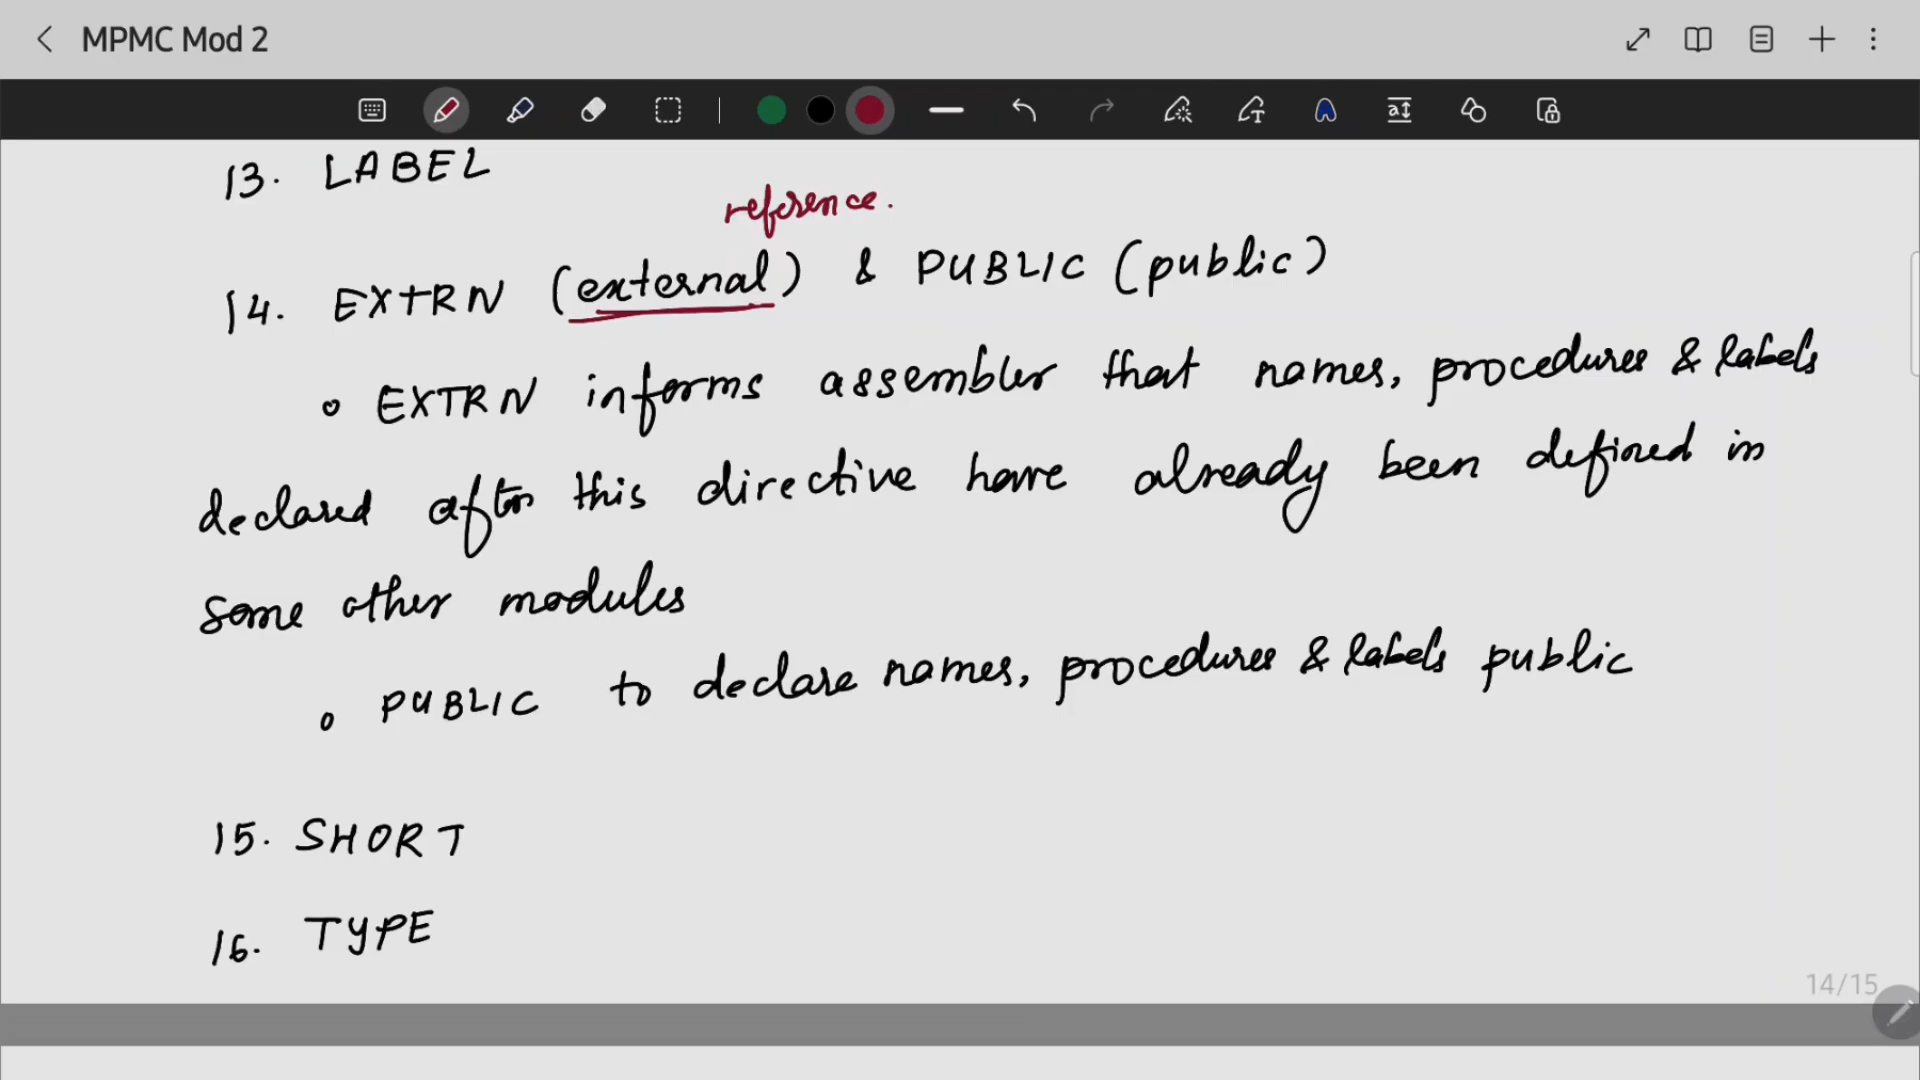 MPMC Mod 2
13. LABEL
reference.
14. EXTRN (external) & PUBLIC (public)
o EXTRN informs assembler that names, procedures & labels
declared after this directive have already been defined in
some other modules
o PUBLIC to declare names, procedures & labels public
15. SHORT
16. TYPE
14/15